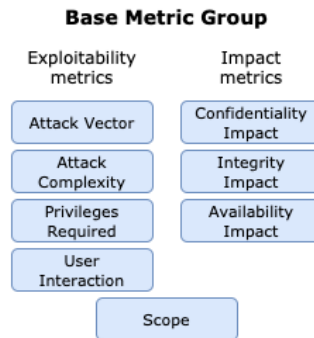 Base Metric Group
Exploitability
metrics
Attack Vector
Attack
Complexity
Privileges
Required
User
Interaction
Impact
metrics
Confidentiality
Impact
Integrity
Impact
Availability
Impact
Scope